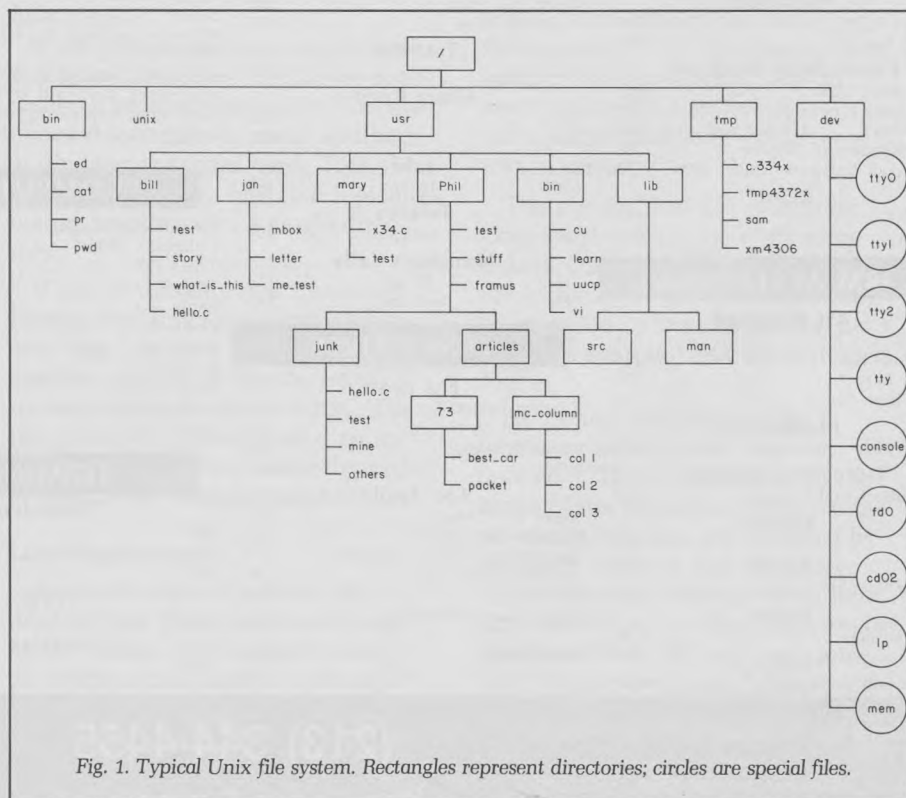 /
bin
unix
usr
tmp
dev
ed
cat
pr
pwd
bill
jan
mary
Phil
bin
lib
test
story
what_is_this
hello.c
mbox
letter
me_test
x34.c
test
test
stuff
framus
cu
learn
uucp
vi
c.334x
tmp4372x
sam
xm4306
tty0
tty1
tty2
tty
console
fd0
cd02
lp
mem
junk
articles
src
man
hello.c
test
mine
others
73
mc_column
best_car
packet
col 1
col 2
col 3
Fig. 1. Typical Unix file system. Rectangles represent directories; circles are special files.